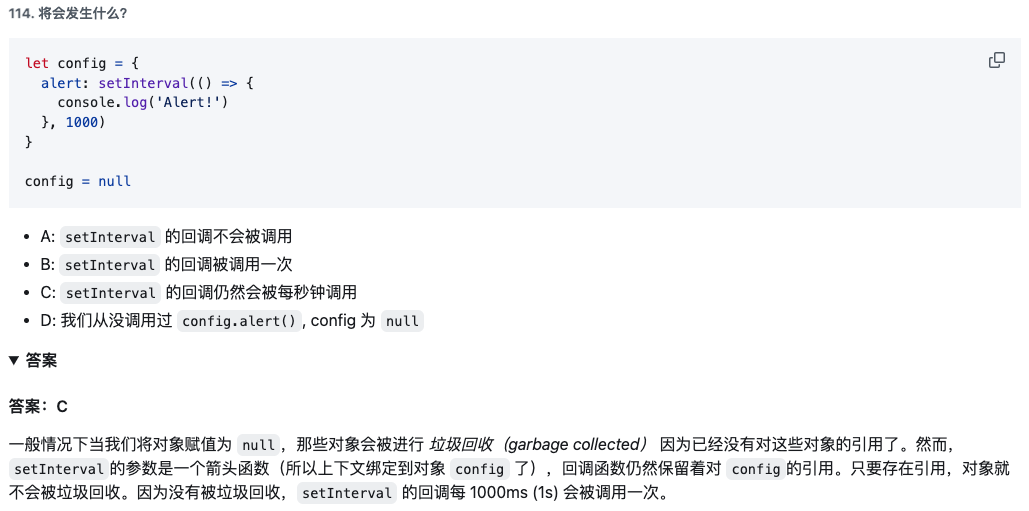 114. 将会发生什么?
let config = {
  alert: setInterval(() => {
    console.log('Alert!')
  }, 1000)
}
config = null
A: setInterval 的回调不会被调用
B: setInterval 的回调被调用一次
C: setInterval 的回调仍然会被每秒钟调用
D: 我们从没调用过 config.alert() , config 为 null
▼ 答案
答案：C
一般情况下当我们将对象赋值为 null ，那些对象会被进行 垃圾回收（garbage collected） 因为已经没有对这些对象的引用了。然而，
setInterval 的参数是一个箭头函数（所以上下文绑定到对象 config 了），回调函数仍然保留着对 config 的引用。只要存在引用，对象就
不会被垃圾回收。因为没有被垃圾回收， setInterval 的回调每 1000ms (1s) 会被调用一次。